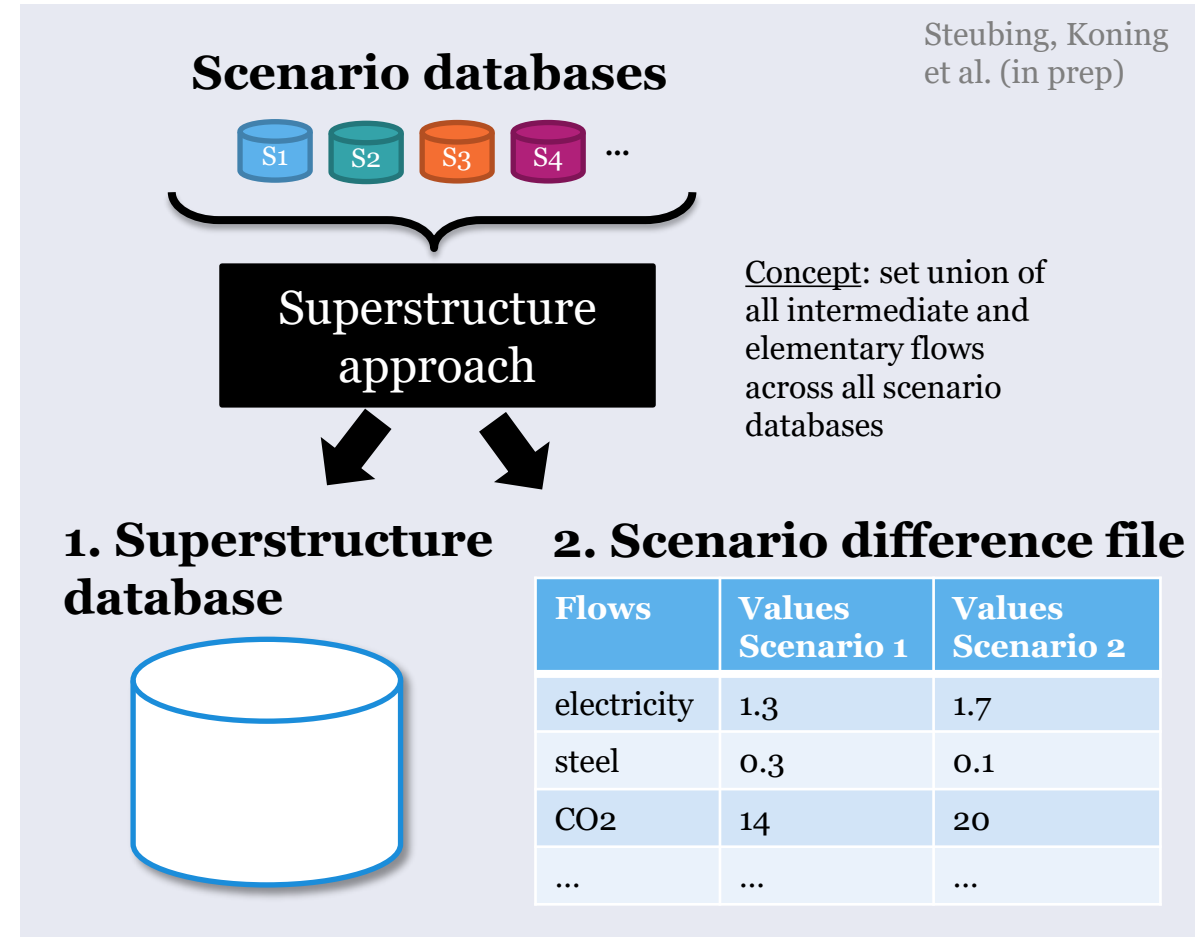 Steubing, Koning
et al. (in prep)
Scenario databases
S1 S2 S3 S4 ...
Superstructure
approach
Concept: set union of
all intermediate and
elementary flows
across all scenario
databases
1. Superstructure
database
2. Scenario difference file
Flows Values Values
Scenario 1 Scenario 2
electricity 1.3 1.7
steel 0.3 0.1
CO2 14 20
... ... ...